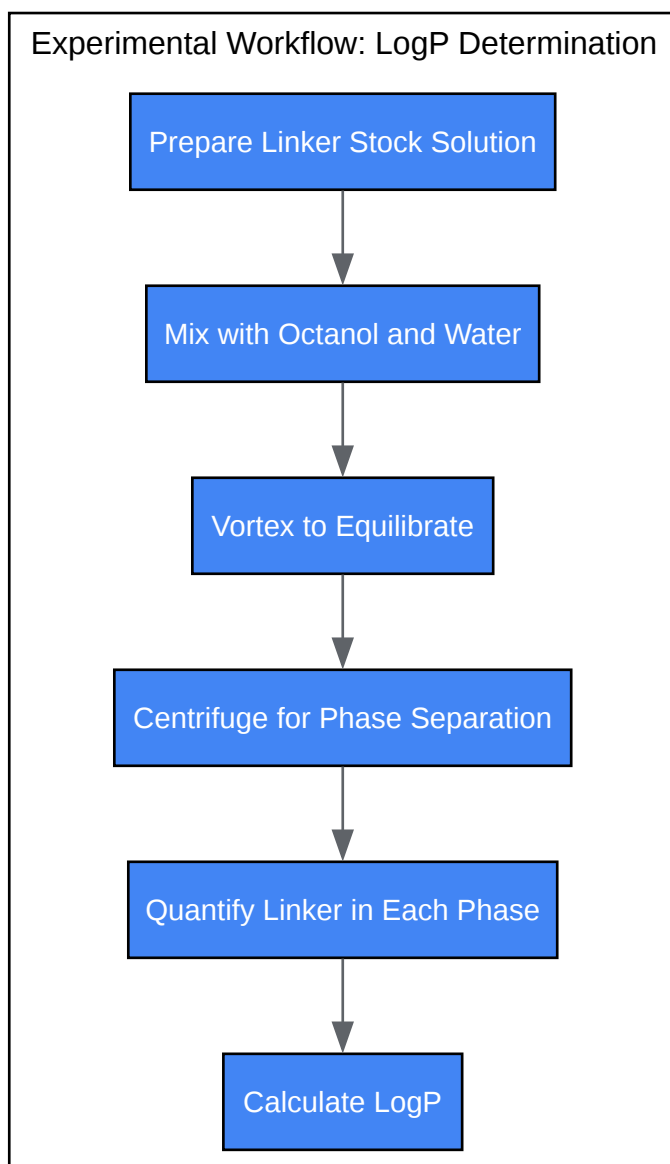 Experimental Workflow: LogP Determination
Prepare Linker Stock Solution
Mix with Octanol and Water
Vortex to Equilibrate
Centrifuge for Phase Separation
Quantify Linker in Each Phase
Calculate LogP